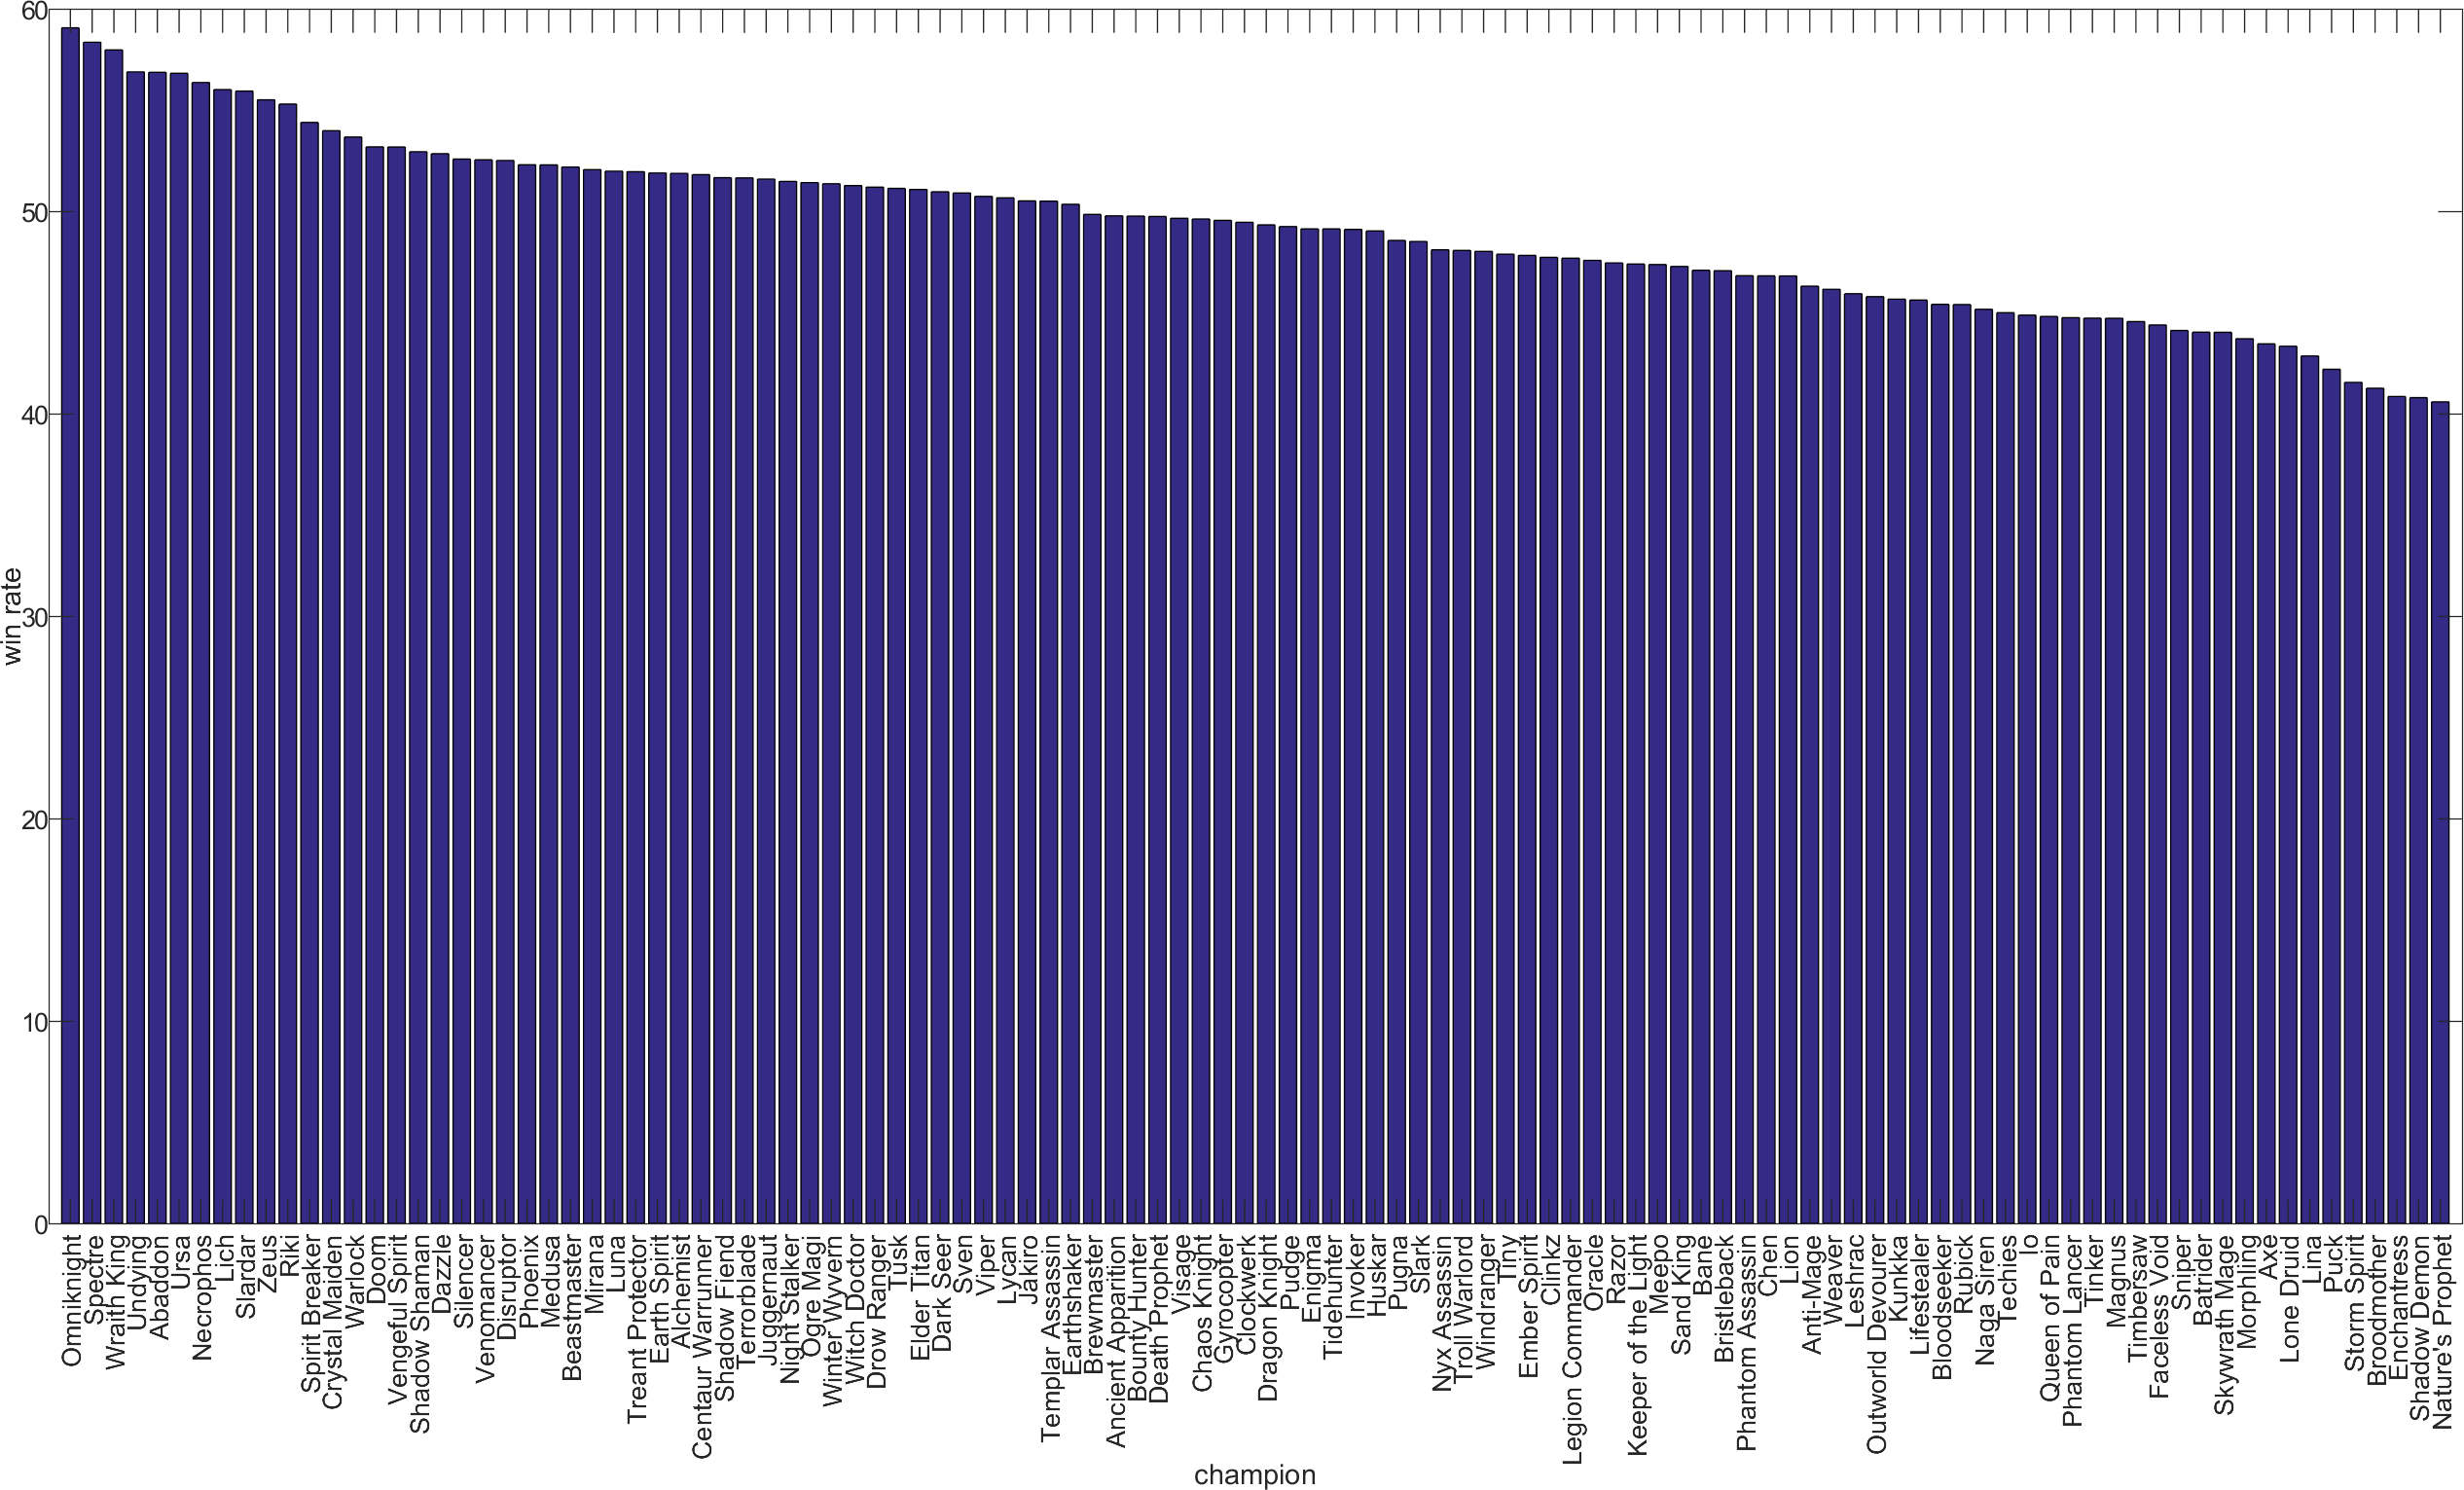 60
50
40
30
20
10
0
win rate
Omniknight
Spectre
Wraith King
Undying
Abaddon
Ursa
Necrophos
Lich
Slardar
Zeus
Riki
Spirit Breaker
Crystal Maiden
Warlock
Doom
Vengeful Spirit
Shadow Shaman
Dazzle
Silencer
Venomancer
Disruptor
Phoenix
Medusa
Beastmaster
Mirana
Luna
Treant Protector
Earth Spirit
Alchemist
Centaur Warrunner
Shadow Fiend
Terrorblade
Juggernaut
Night Stalker
Ogre Magi
Winter Wyvern
Witch Doctor
Drow Ranger
Tusk
Elder Titan
Dark Seer
Sven
Viper
Lycan
Jakiro
Templar Assassin
Earthshaker
Brewmaster
Ancient Apparition
Bounty Hunter
Death Prophet
Visage
Chaos Knight
Gyrocopter
Clockwerk
Dragon Knight
Pudge
Enigma
Tidehunter
Invoker
Huskar
Pugna
Slark
Nyx Assassin
Troll Warlord
Windranger
Tiny
Ember Spirit
Clinkz
Legion Commander
Oracle
Razor
Keeper of the Light
Meepo
Sand King
Bane
Bristleback
Phantom Assassin
Chen
Lion
Anti-Mage
Weaver
Leshrac
Outworld Devourer
Kunkka
Lifestealer
Bloodseeker
Rubick
Naga Siren
Techies
Io
Queen of Pain
Phantom Lancer
Tinker
Magnus
Timbersaw
Faceless Void
Sniper
Batrider
Skywrath Mage
Morphling
Axe
Lone Druid
Lina
Puck
Storm Spirit
Broodmother
Enchantress
Shadow Demon
Nature's Prophet
champion